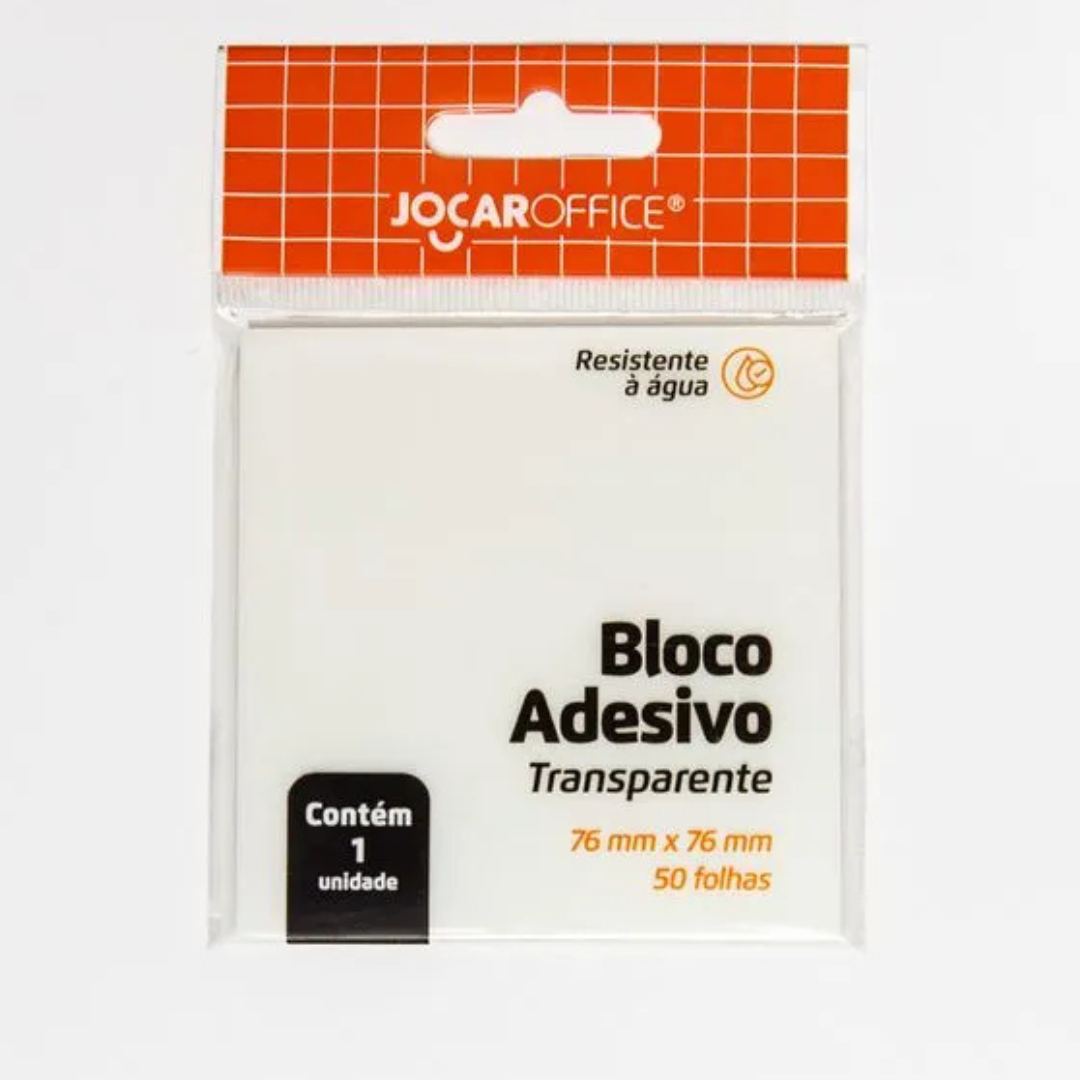 JOCAROFFICE®
Resistente
à água
Bloco
Adesivo
Transparente
76 mm x 76 mm
50 folhas
Contém
1
unidade